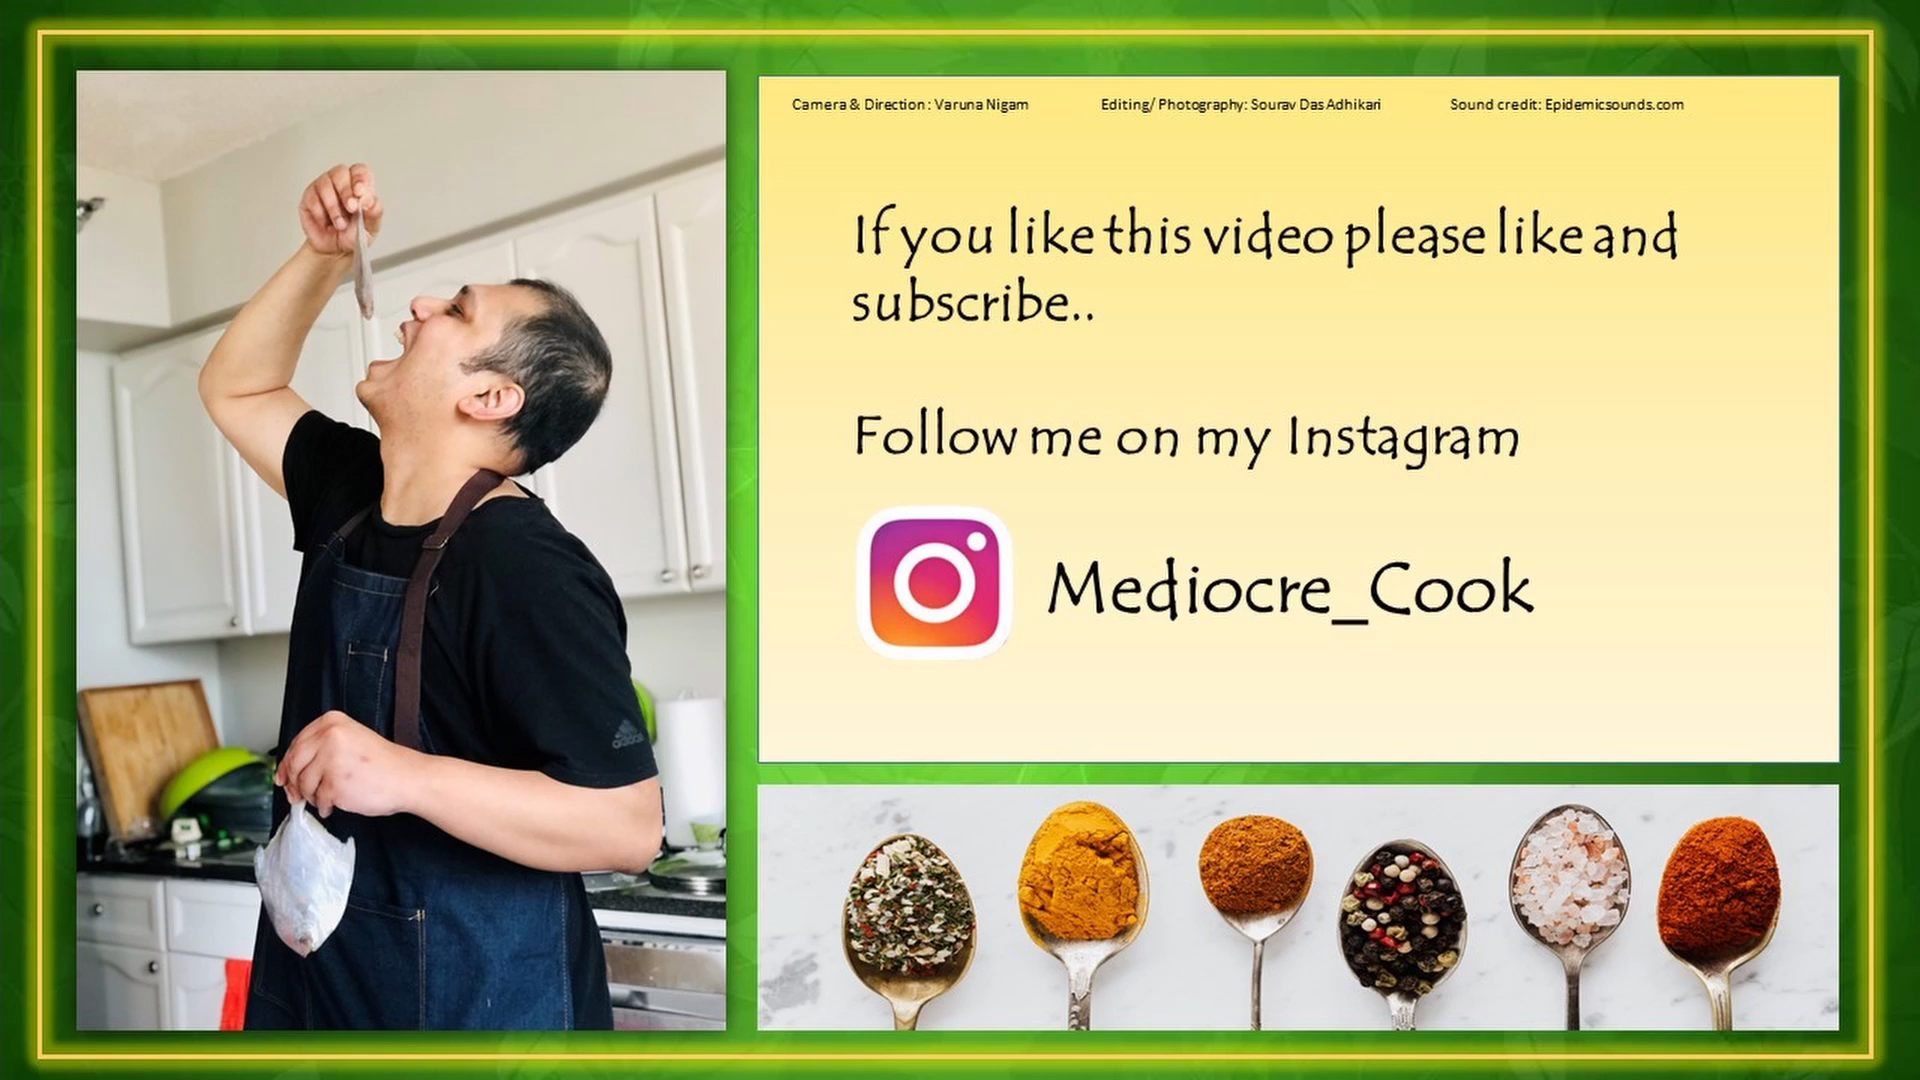 Camera & Direction : Varuna Nigam Editing/ Photography: Sourav Das Adhikari Sound credit: Epidemicsounds.com
If you like this video please like and
subscribe..
Follow me on my Instagram
Mediocre_Cook
adidas